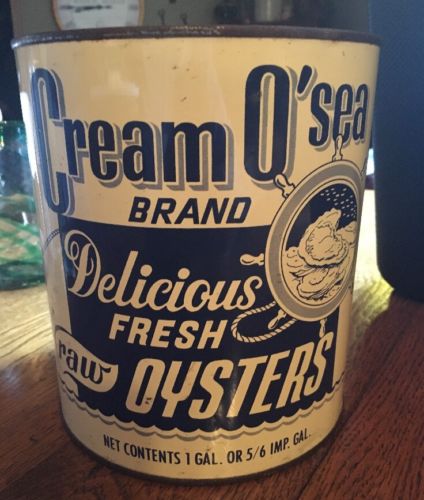 Cream O'sea
BRAND
Delicious
FRESH
raw OYSTERS
NET CONTENTS 1 GAL. OR 5/6 IMP. GAL.